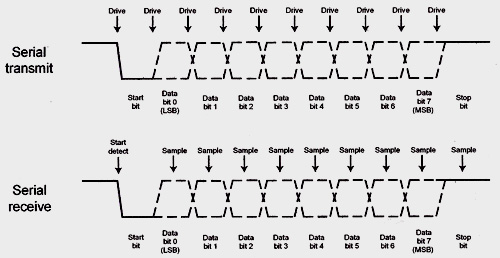 Drive Drive Drive Drive Drive Drive Drive Drive Drive Drive
Serial
transmit
Start
bit
Data
bit 0
(LSB)
Data
bit 1
Data
bit 2
Data
bit 3
Data
bit 4
Data
bit 5
Data
bit 6
Data
bit 7
(MSB)
Stop
bit
Start
detect
Sample Sample Sample Sample Sample Sample Sample Sample Sample
Serial
receive
Start
bit
Data
bit 0
(LSB)
Data
bit 1
Data
bit 2
Data
bit 3
Data
bit 4
Data
bit 5
Data
bit 6
Data
bit 7
(MSB)
Stop
bit